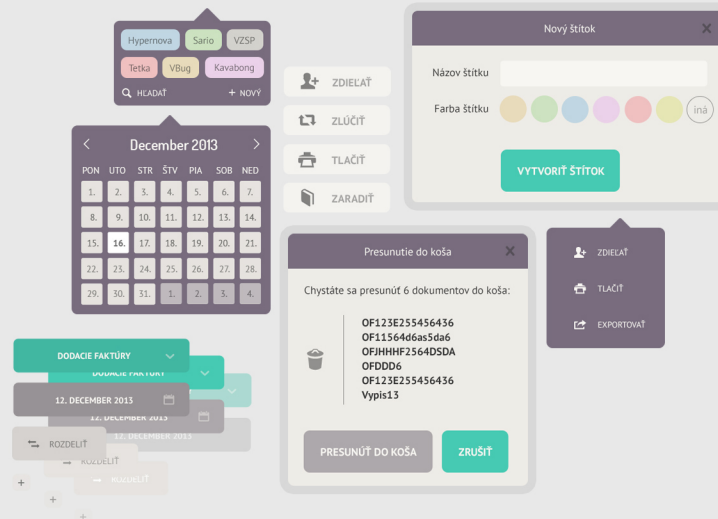 Hypernova Sario VZSP
Tetka VBug Kavabong
HĽADAŤ + NOVÝ
December 2013
PON UTO STR ŠTV PIA SOB NED
1. 2. 3. 4. 5. 6. 7.
8. 9. 10. 11. 12. 13. 14.
15. 16. 17. 18. 19. 20. 21.
22. 23. 24. 25. 26. 27. 28.
29. 30. 31. 1. 2. 3. 4.
ZDIEĽAŤ
ZLÚČIŤ
TLAČIŤ
ZARADIŤ
Nový štítok X
Názov štítku
Farba štítku iná
VYTVORIŤ ŠTÍTOK
Presunutie do koša X
Chystáte sa presunúť 6 dokumentov do koša:
OF123E255456436
OF11564d6as5da6
OFJHHHF2564DSDA
OFDDD6
OF123E255456436
Vypis13
PRESUNÚŤ DO KOŠA ZRUŠIŤ
ZDIEĽAŤ
TLAČIŤ
EXPORTOVAŤ
DODACIE FAKTÚRY
DODACIE FAKTÚRY
12. DECEMBER 2013
12. DECEMBER 2013
12. DECEMBER 2013
ROZDELIŤ
ROZDELIŤ
ROZDELIŤ
+
+
+